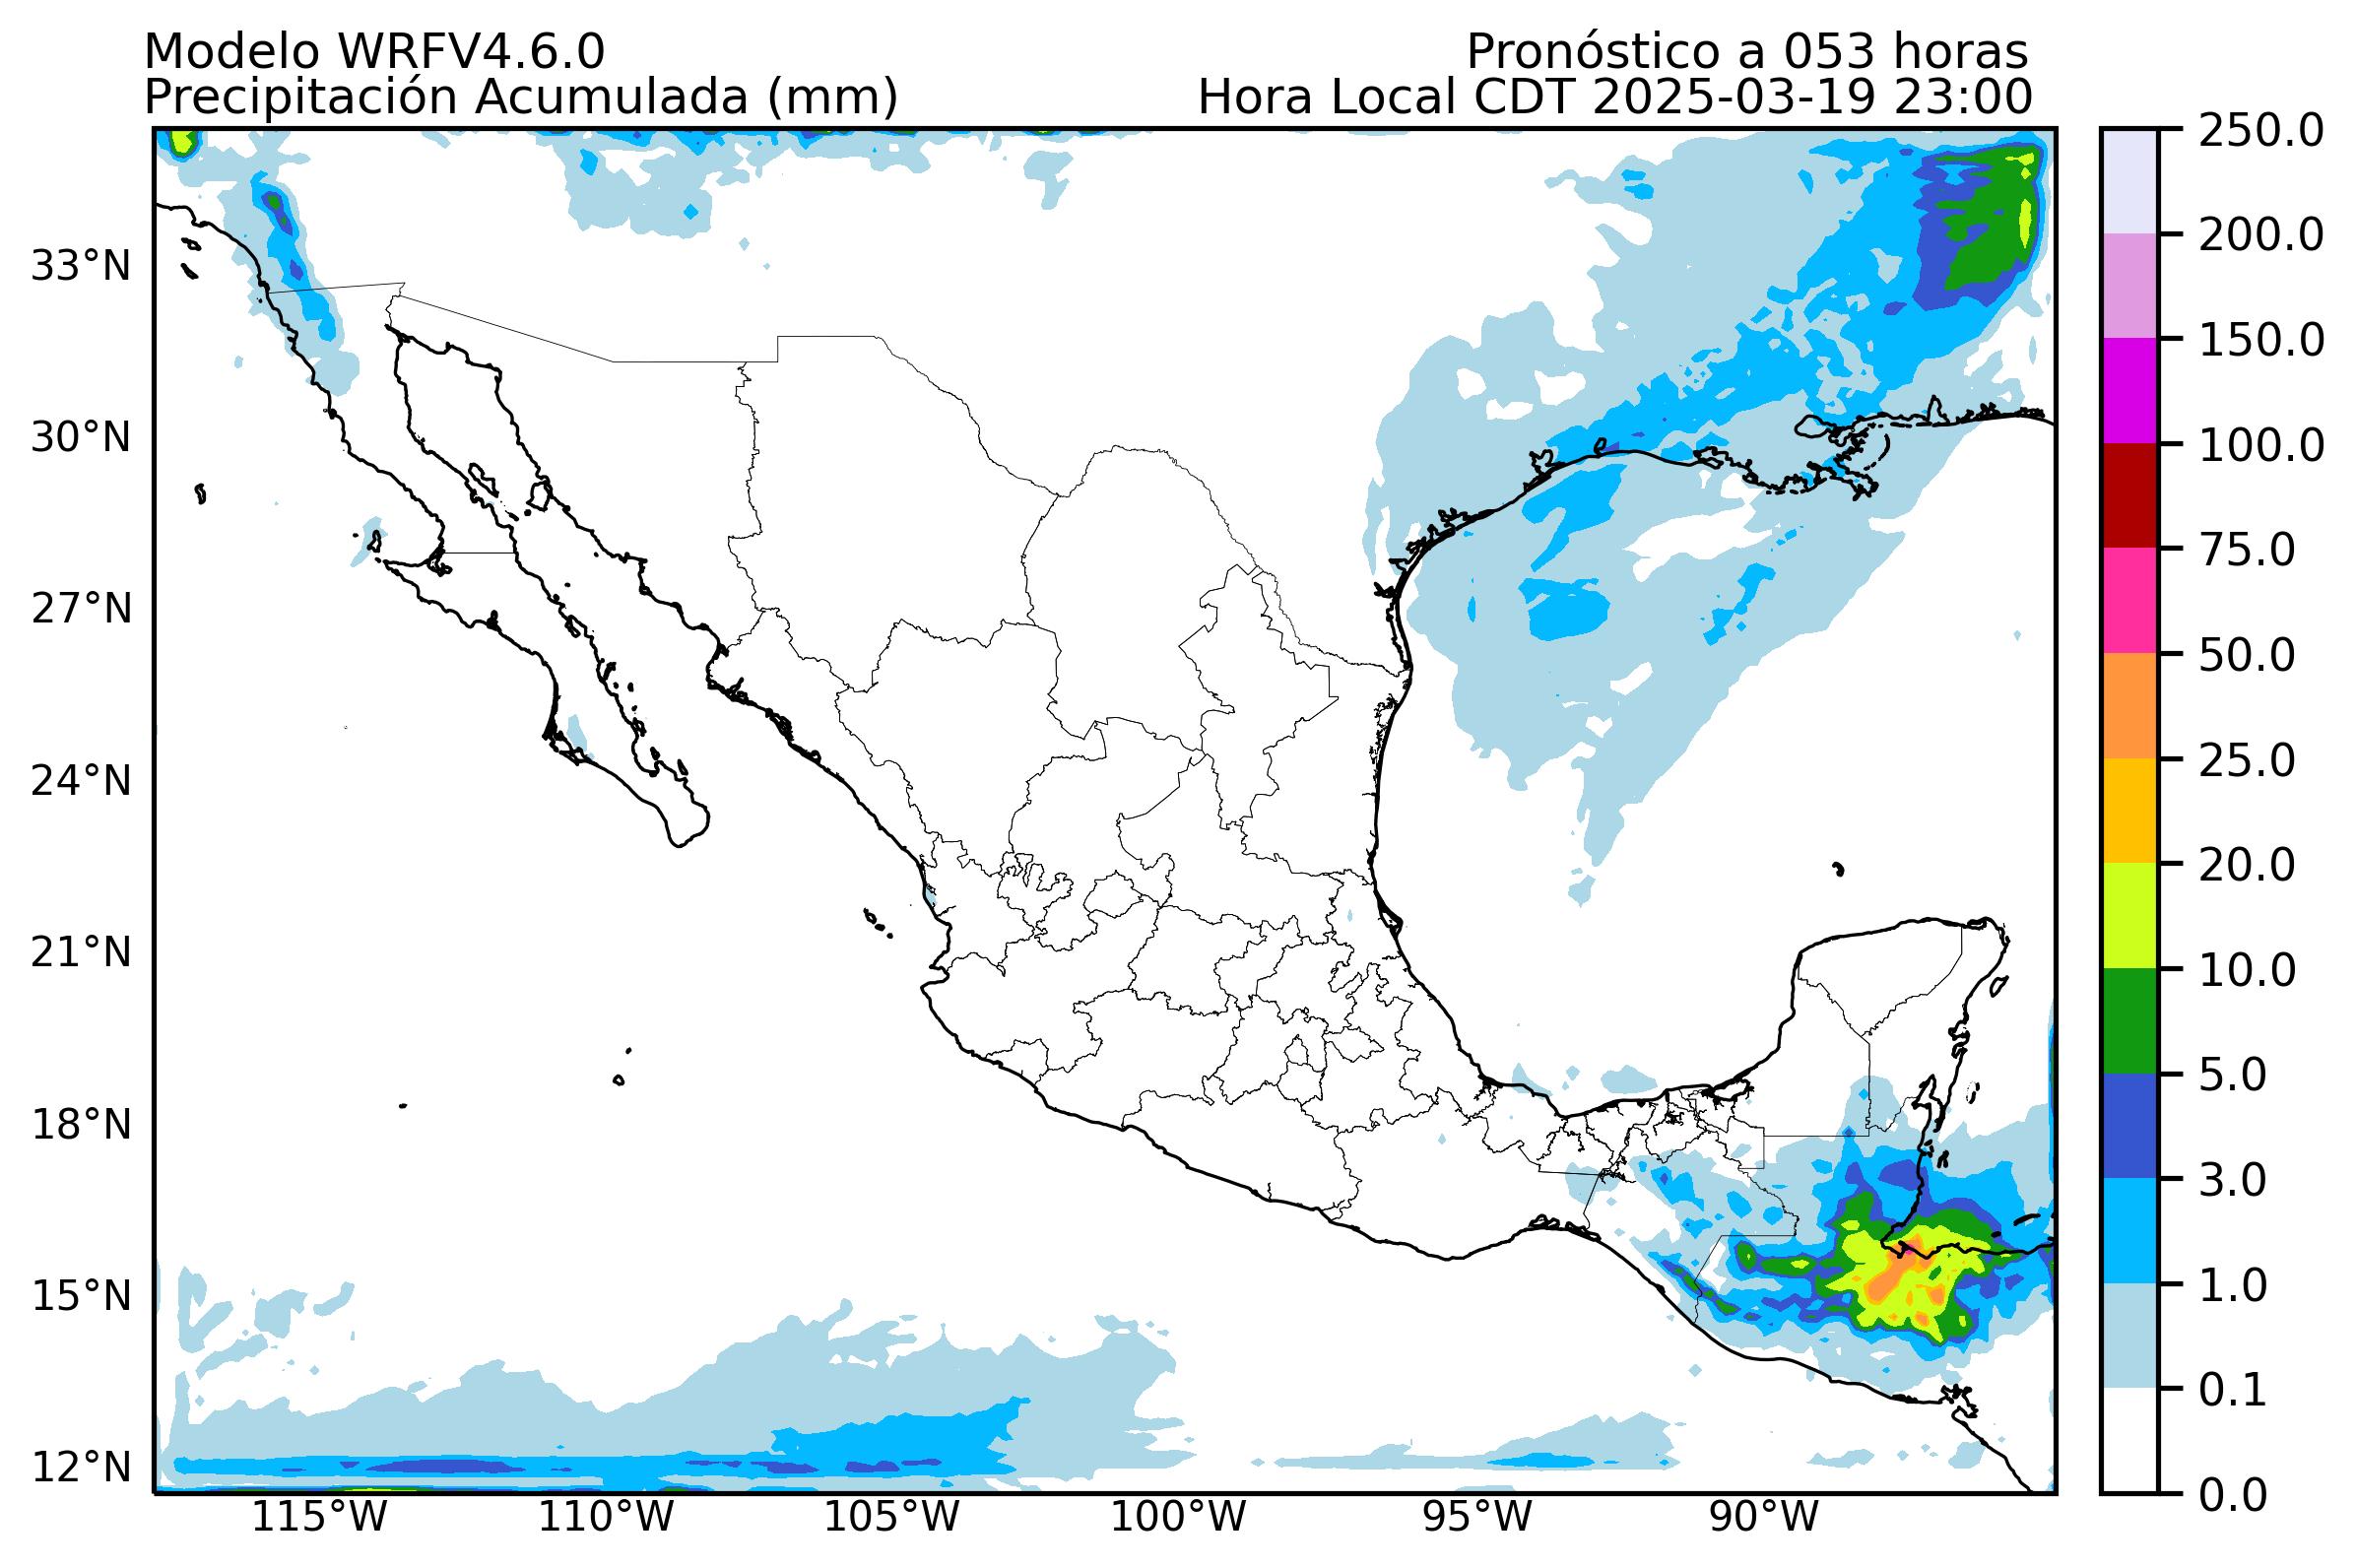 Modelo WRFV4.6.0
Pronóstico a 053 horas
Precipitación Acumulada (mm)
Hora Local CDT 2025-03-19 23:00
33°N
30°N
27°N
24°N
21°N
18°N
15°N
12°N
115°W
110°W
105°W
100°W
95°W
90°W
250.0
200.0
150.0
100.0
75.0
50.0
25.0
20.0
10.0
5.0
3.0
1.0
0.1
0.0